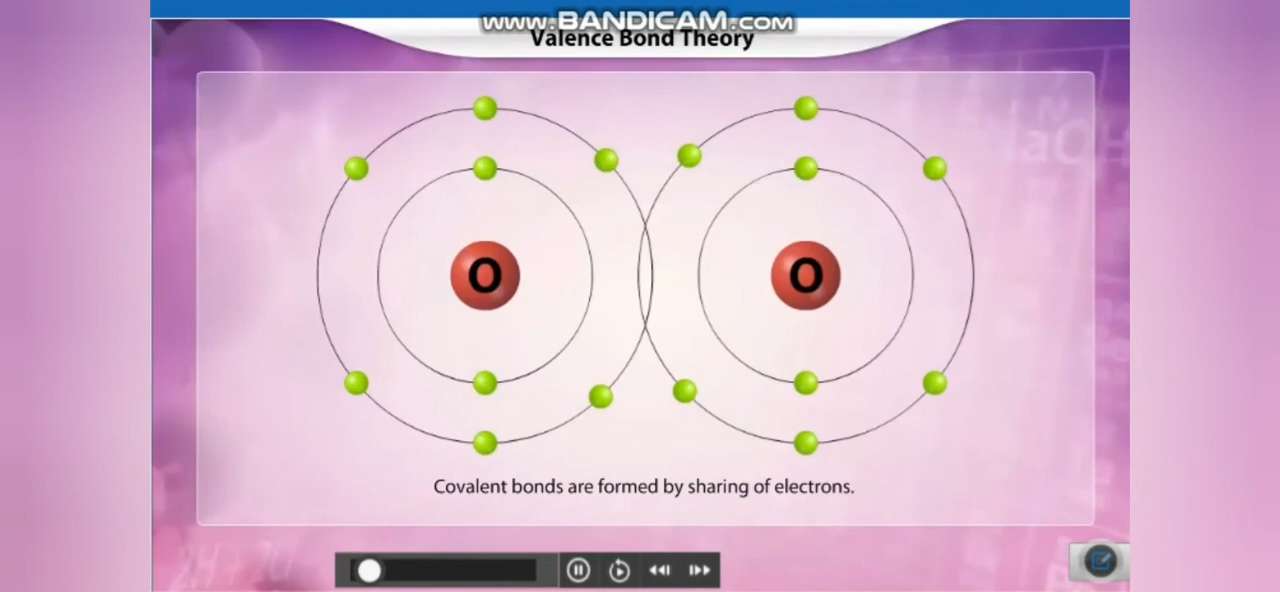 www.BANDICAM.com
Valence Bond Theory
O
O
Covalent bonds are formed by sharing of electrons.